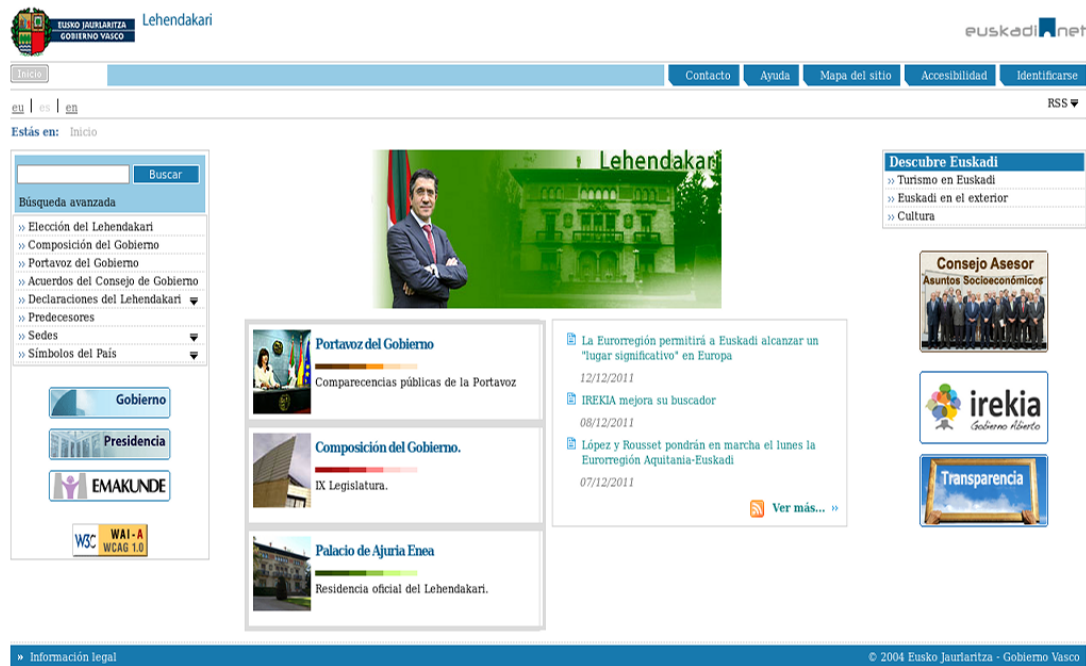 EUSKO JAURLARITZA
GOBIERNO VASCO
Lehendakari
euskadi.net
Inicio
Contacto
Ayuda
Mapa del sitio
Accesibilidad
Identificarse
eu | es | en
RSS
Estás en: Inicio
Buscar
Búsqueda avanzada
» Elección del Lehendakari
» Composición del Gobierno
» Portavoz del Gobierno
» Acuerdos del Consejo de Gobierno
» Declaraciones del Lehendakari
» Predecesores
» Sedes
» Símbolos del País
Gobierno
Presidencia
EMAKUNDE
W3C WAI-A
WCAG 1.0
Lehendakari
Portavoz del Gobierno
Comparecencias públicas de la Portavoz
Composición del Gobierno.
IX Legislatura.
Palacio de Ajuria Enea
Residencia oficial del Lehendakari.
La Eurorregión permitirá a Euskadi alcanzar un
"lugar significativo" en Europa
12/12/2011
IREKIA mejora su buscador
08/12/2011
López y Rousset pondrán en marcha el lunes la
Eurorregión Aquitania-Euskadi
07/12/2011
Ver más... »
Descubre Euskadi
» Turismo en Euskadi
» Euskadi en el exterior
» Cultura
Consejo Asesor
Asuntos Socioeconómicos
irekia
Gobierno Abierto
Transparencia
» Información legal
© 2004 Eusko Jaurlaritza - Gobierno Vasco